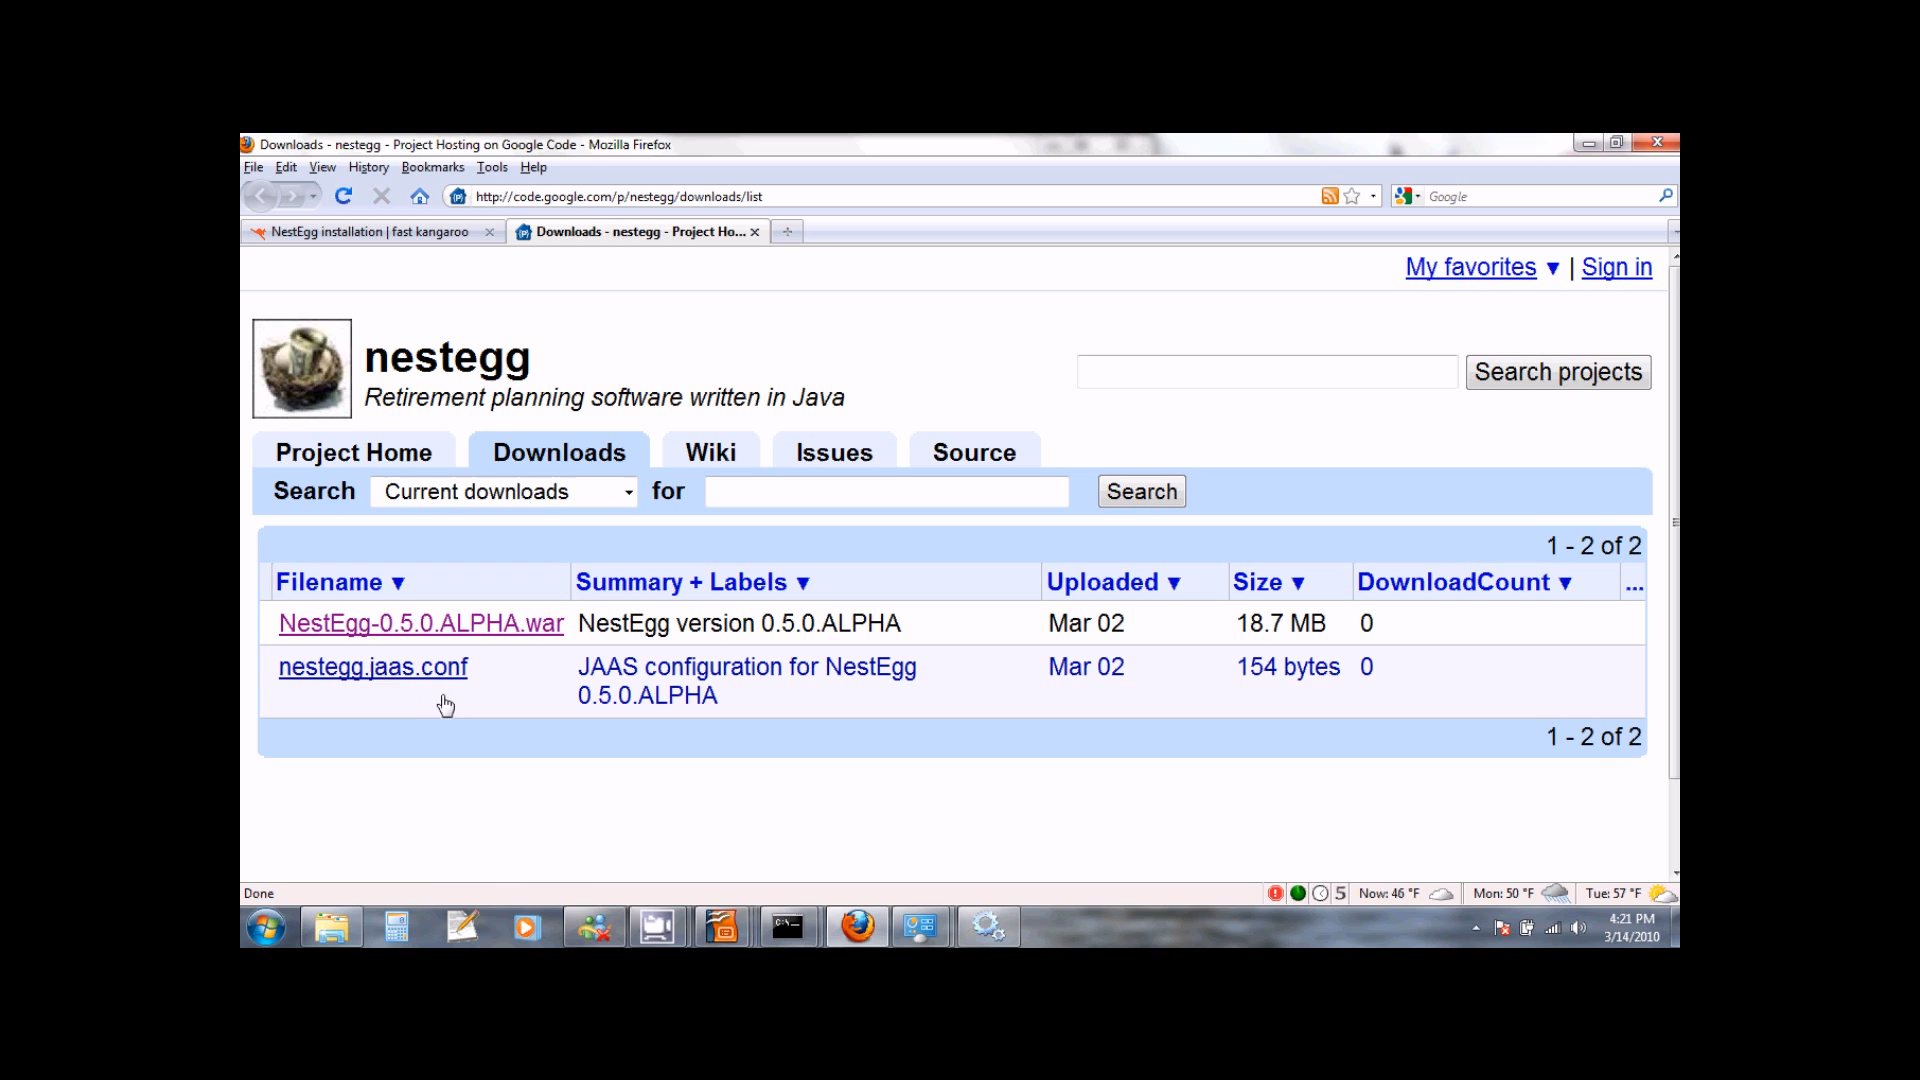 Downloads - nestegg - Project Hosting on Google Code - Mozilla Firefox
File Edit View History Bookmarks Tools Help
http://code.google.com/p/nestegg/downloads/list
Google
NestEgg installation | fast kangaroo
Downloads - nestegg - Project Ho...
My favorites ▼ | Sign in
nestegg
Retirement planning software written in Java
Search projects
Project Home Downloads Wiki Issues Source
Search Current downloads for Search
1 - 2 of 2
Filename ▼ Summary + Labels ▼ Uploaded ▼ Size ▼ DownloadCount ▼ ...
NestEgg-0.5.0.ALPHA.war NestEgg version 0.5.0.ALPHA Mar 02 18.7 MB 0
nestegg.jaas.conf JAAS configuration for NestEgg Mar 02 154 bytes 0
0.5.0.ALPHA
1 - 2 of 2
Done
5 Now: 46 °F Mon: 50 °F Tue: 57 °F
4:21 PM
3/14/2010